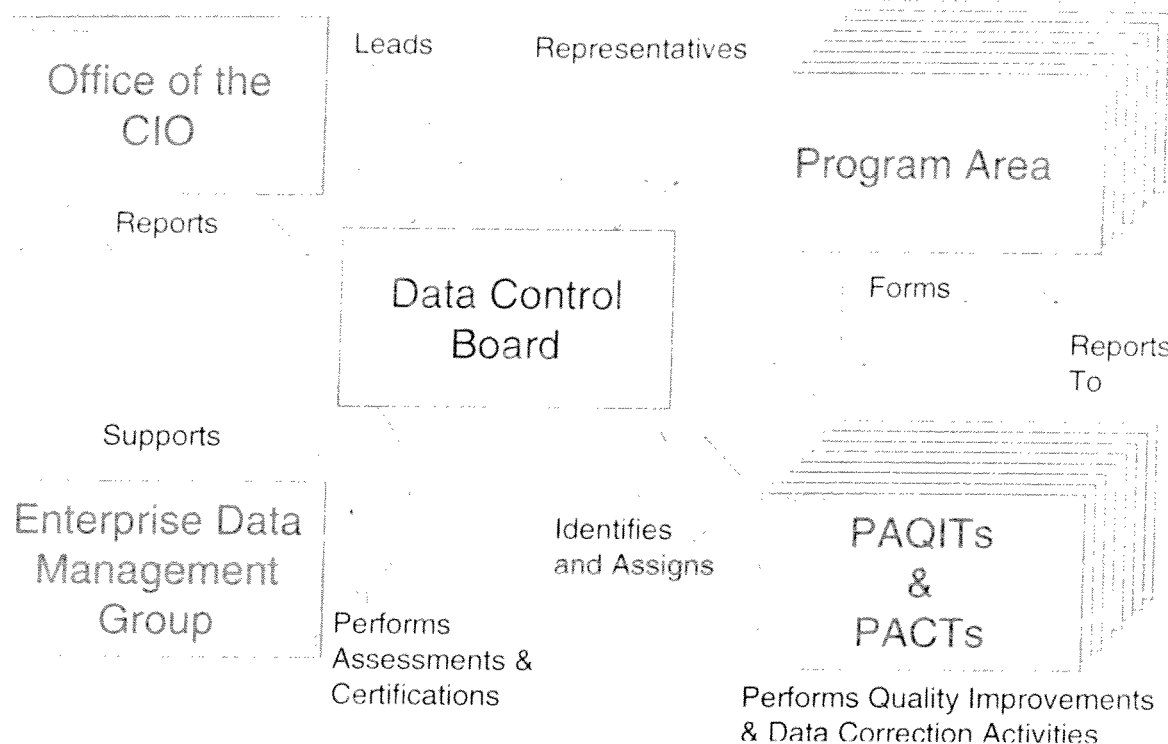 Leads
Representatives
Office of the
CIO
Program Area
Reports
Data Control
Board
Forms
Reports
To
Supports
Enterprise Data
Management
Group
Identifies
and Assigns
PAQITs
&
PACTs
Performs
Assessments &
Certifications
Performs Quality Improvements
& Data Correction Activities